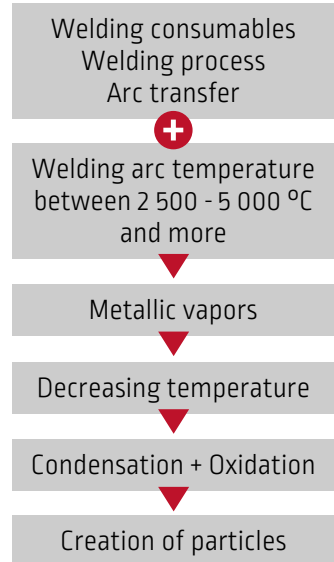 Welding consumables
Welding process
Arc transfer
+
Welding arc temperature
between 2 500 - 5 000 ºC
and more
Metallic vapors
Decreasing temperature
Condensation + Oxidation
Creation of particles